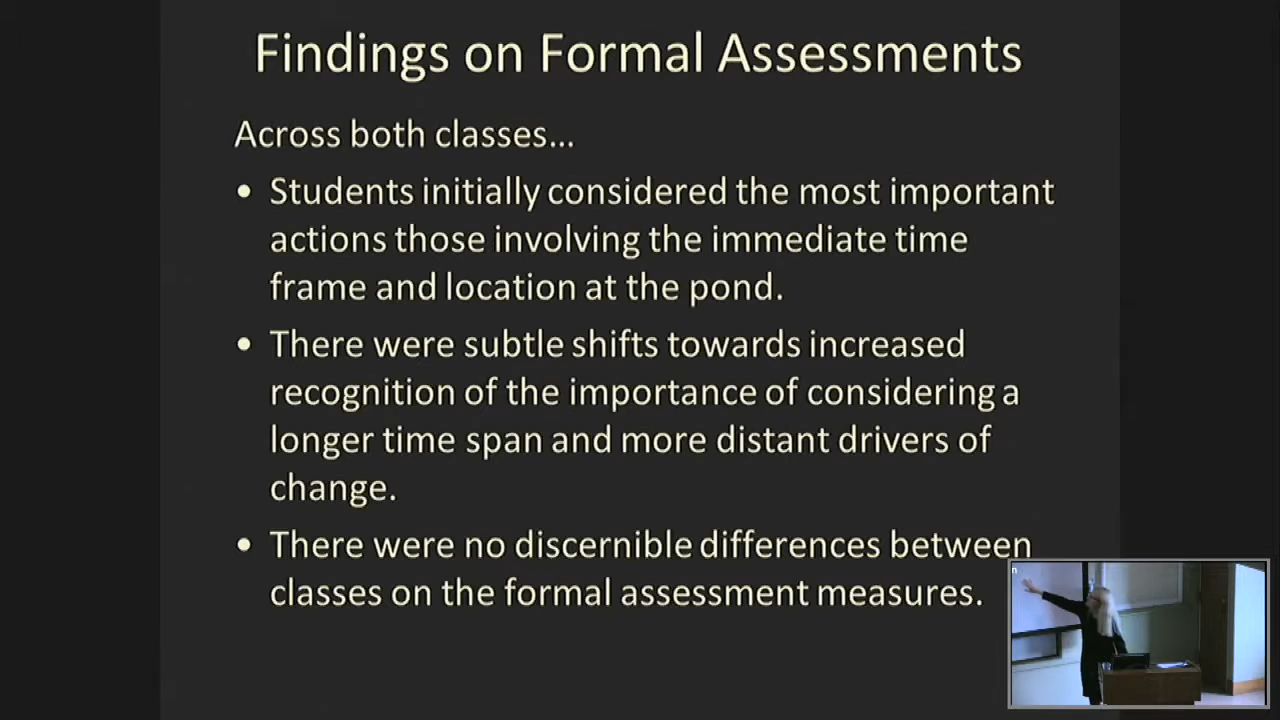 Findings on Formal Assessments
Across both classes...
• Students initially considered the most important
actions those involving the immediate time
frame and location at the pond.
• There were subtle shifts towards increased
recognition of the importance of considering a
longer time span and more distant drivers of
change.
• There were no discernible differences between
classes on the formal assessment measures.
n